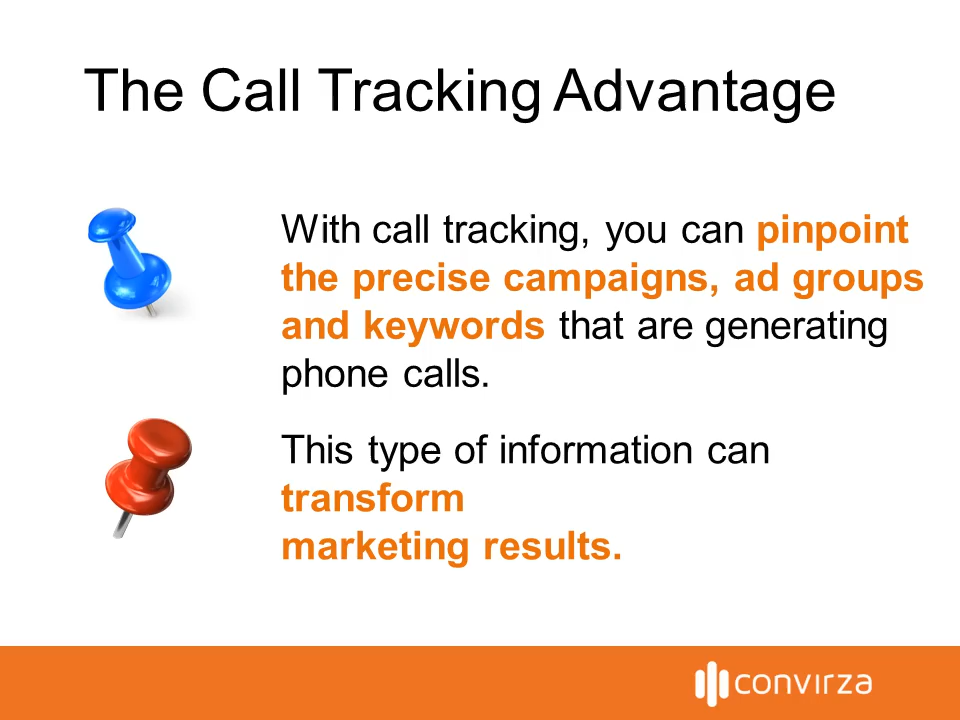 The Call Tracking Advantage
With call tracking, you can pinpoint
the precise campaigns, ad groups
and keywords that are generating
phone calls.
This type of information can
transform
marketing results.
convirza